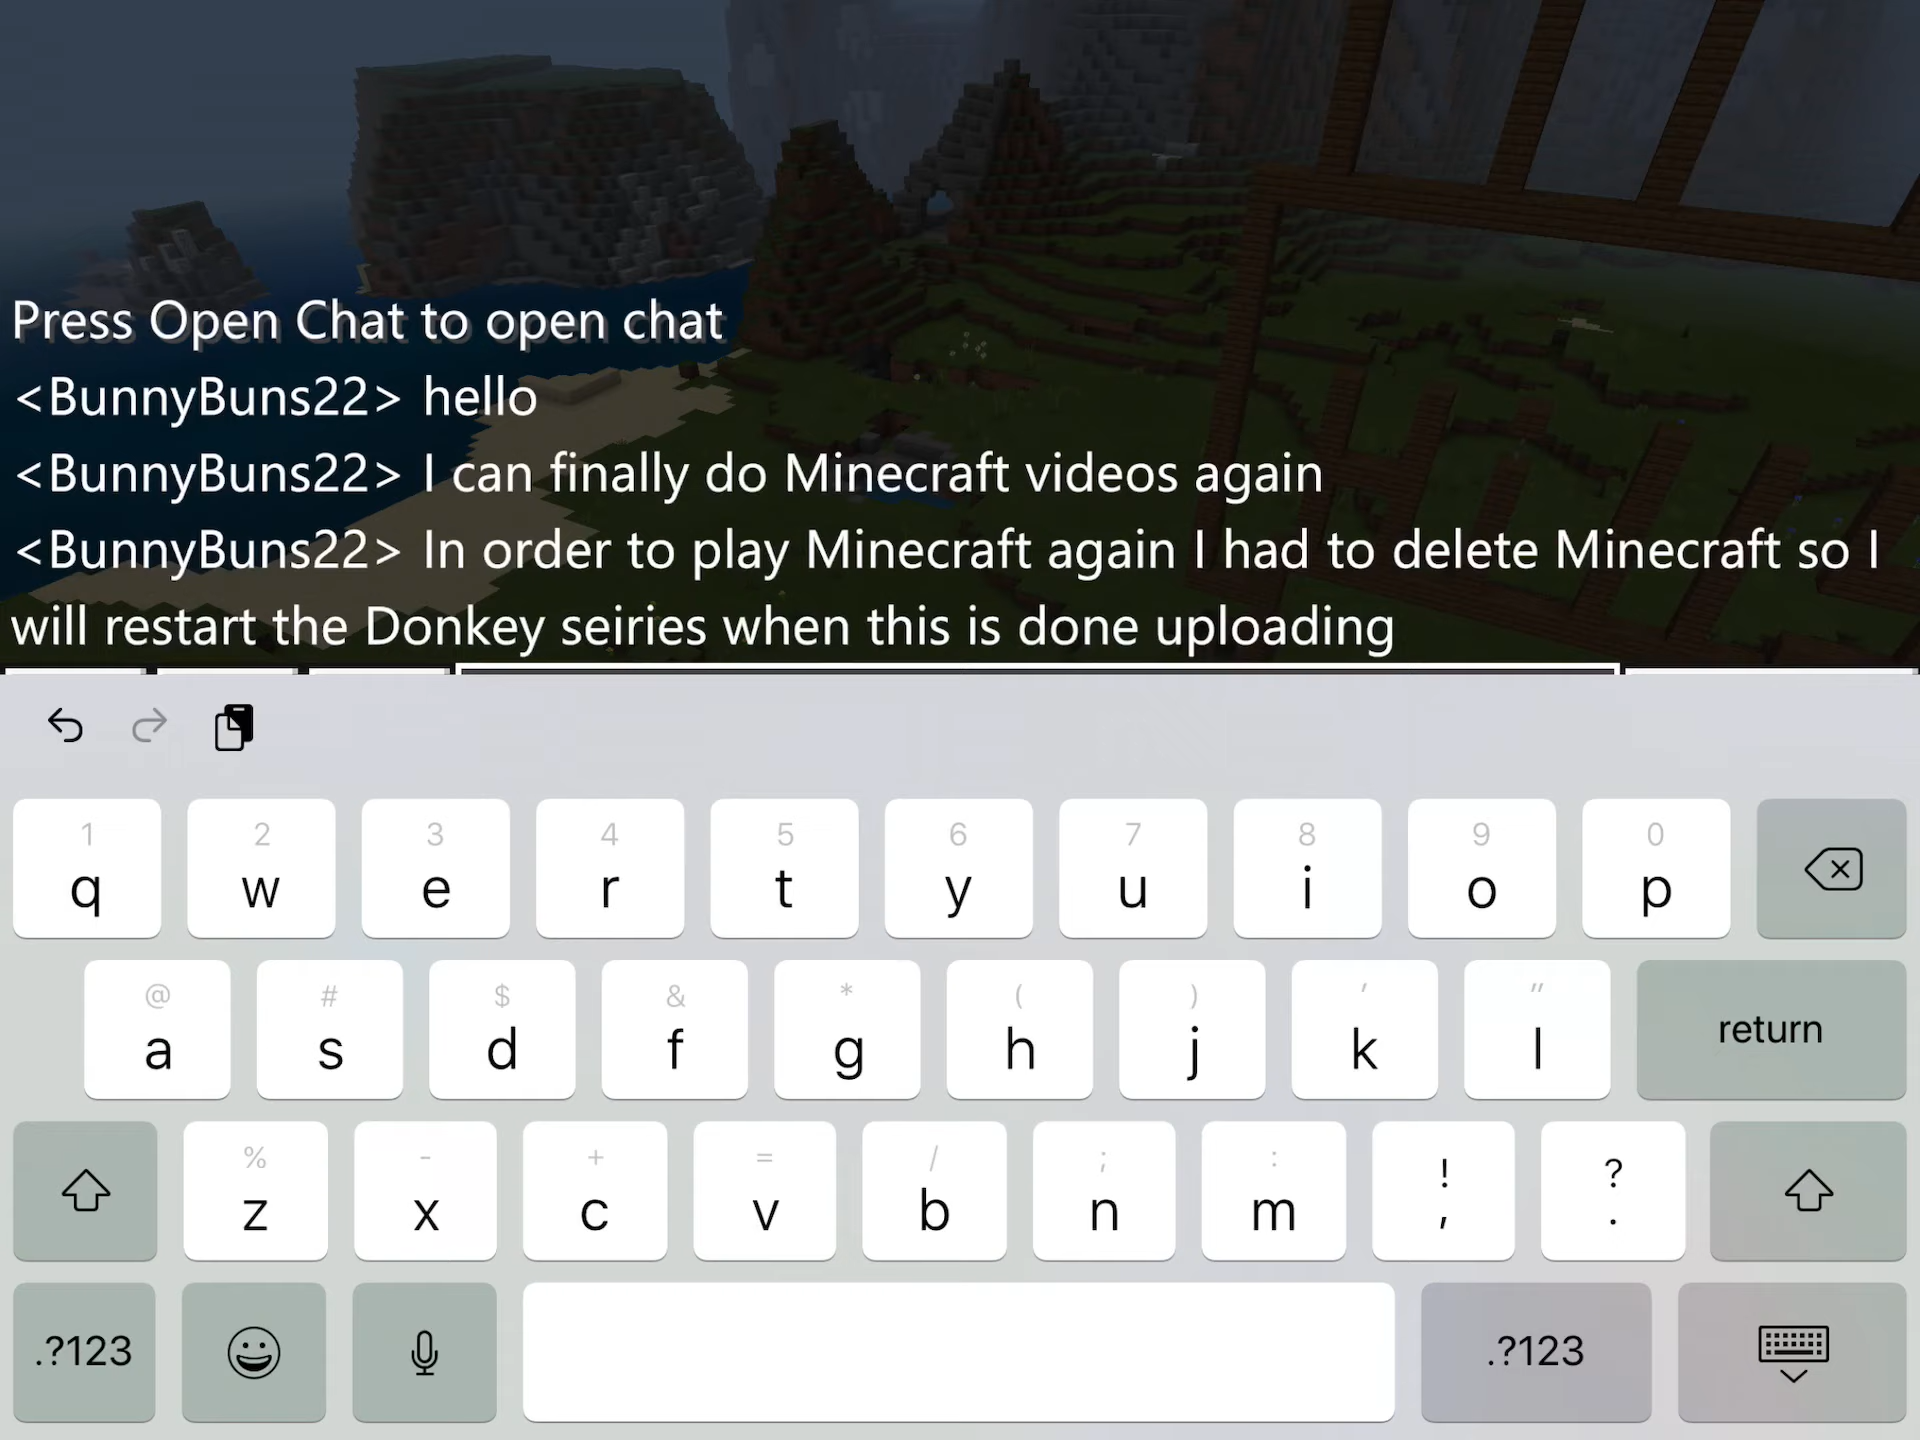 Press Open Chat to open chat
<BunnyBuns22> hello
<BunnyBuns22> I can finally do Minecraft videos again
<BunnyBuns22> In order to play Minecraft again I had to delete Minecraft so I
will restart the Donkey seiries when this is done uploading
1 2 3 4 5 6 7 8 9 0
q w e r t y u i o p
@ # $ & * ( ) ' "
a s d f g h j k l return
% - + = / ; : ! ?
z x c v b n m , .
.?123 .?123